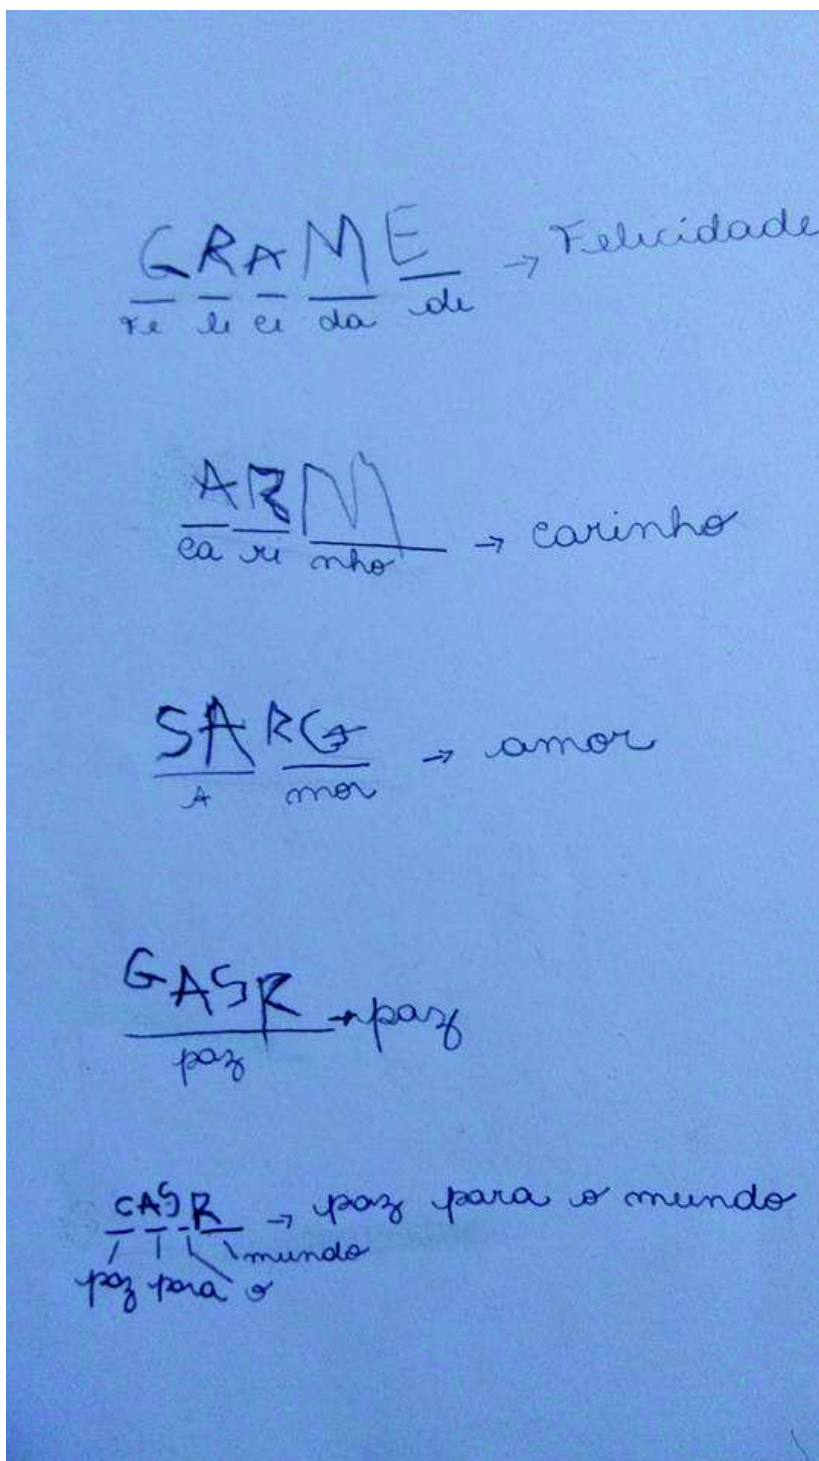 GRAME → Felicidade
Fe li ci da de
ARM → carinho
ca ri nho
SARG → amor
A mor
GASR → paz
paz
CASR → paz para o mundo
mundo
paz para o